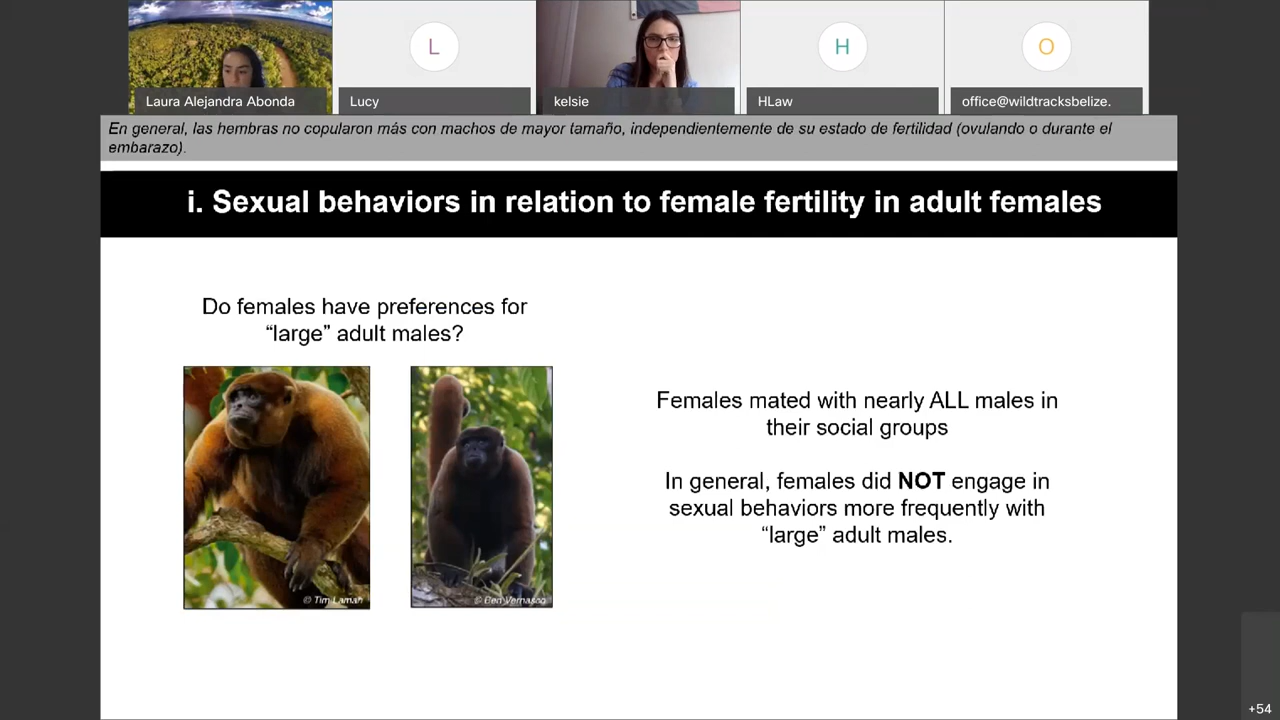 L
H
O
Laura Alejandra Abonda
Lucy
kelsie
HLaw
office@wildtracksbelize.
En general, las hembras no copularon más con machos de mayor tamaño, independientemente de su estado de fertilidad (ovulando o durante el
embarazo).
i. Sexual behaviors in relation to female fertility in adult females
Do females have preferences for
“large” adult males?
© Tim Laman
© Ben Vernasco
Females mated with nearly ALL males in
their social groups
In general, females did NOT engage in
sexual behaviors more frequently with
“large” adult males.
+54